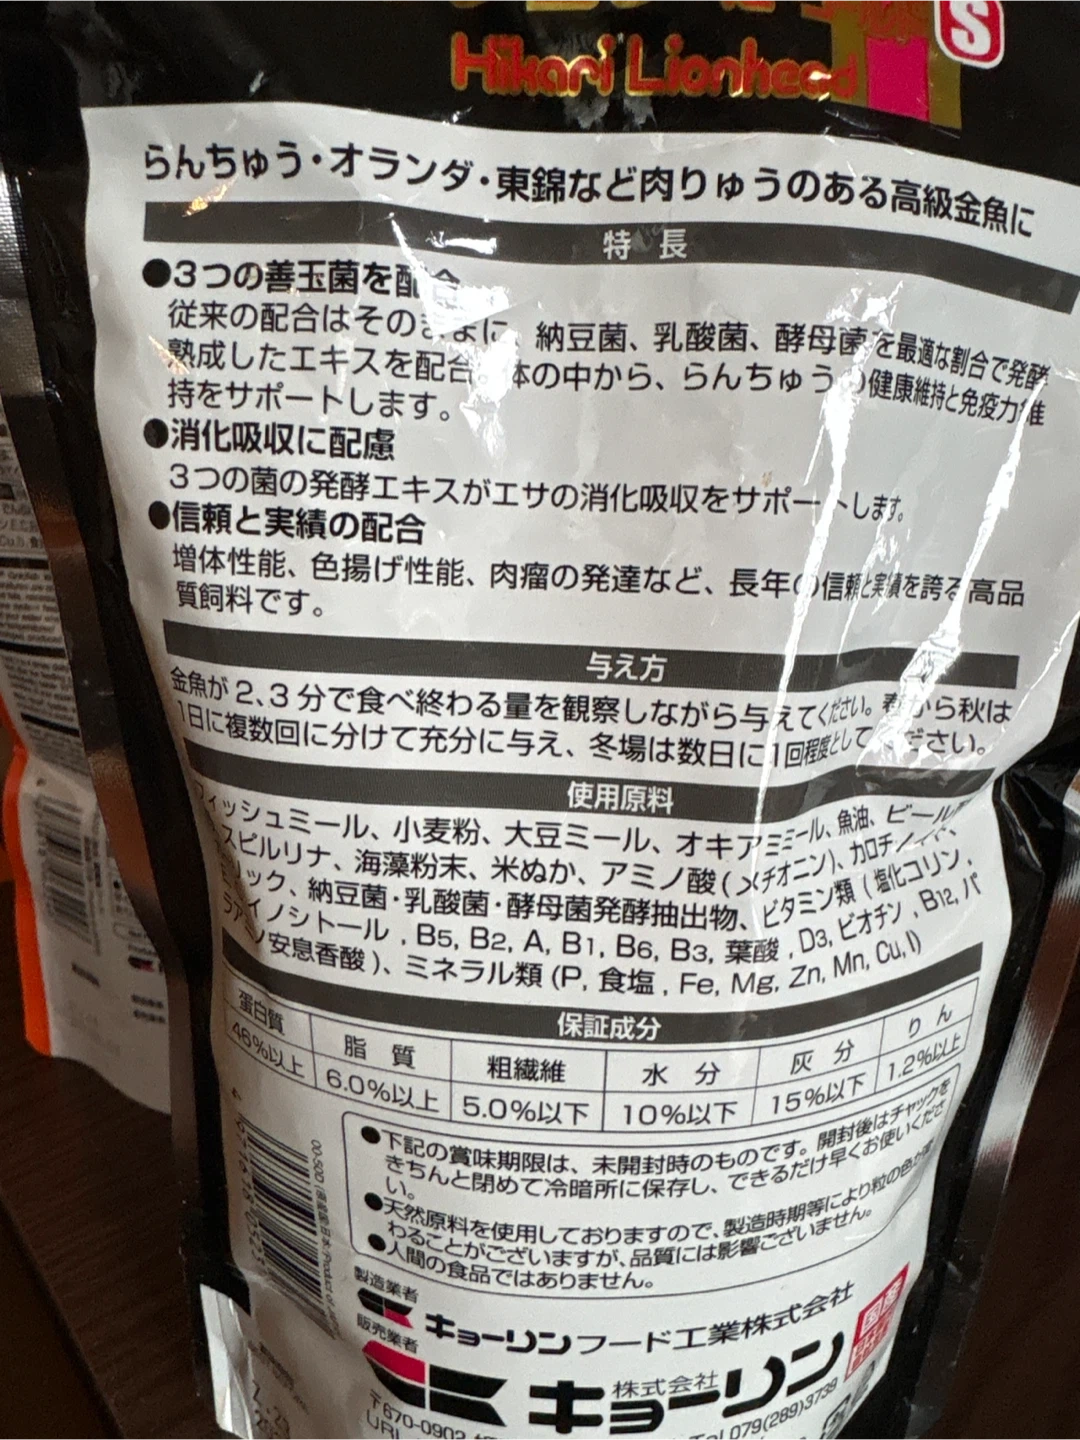 Hikari Lionhead
S
らんちゅう・オランダ・東錦など肉りゅうのある高級金魚に
特長
●3つの善玉菌を配合
従来の配合はそのままに、納豆菌、乳酸菌、酵母菌を最適な割合で発酵
熟成したエキスを配合。体の中から、らんちゅうの健康維持と免疫力維
持をサポートします。
●消化吸収に配慮
3つの菌の発酵エキスがエサの消化吸収をサポートします。
●信頼と実績の配合
増体性能、色揚げ性能、肉瘤の発達など、長年の信頼と実績を誇る高品
質飼料です。
与え方
金魚が2、3分で食べ終わる量を観察しながら与えてください。春から秋は
1日に複数回に分けて充分に与え、冬場は数日に1回程度としてください。
使用原料
フィッシュミール、小麦粉、大豆ミール、オキアミミール、魚油、ビール酵
スピルリナ、海藻粉末、米ぬか、アミノ酸(メチオニン)、カロチノイド、
リック、納豆菌・乳酸菌・酵母菌発酵抽出物、ビタミン類(塩化コリン,
イノシトール, B5, B2, A, B1, B6, B3, 葉酸, D3, ビオチン, B12, パ
ラアミノ安息香酸)、ミネラル類(P, 食塩, Fe, Mg, Zn, Mn, Cu, I)
保証成分
蛋白質 脂質 粗繊維 水分 灰分 りん
46%以上 6.0%以上 5.0%以下 10%以下 15%以下 1.2%以上
●下記の賞味期限は、未開封時のものです。開封後はチャックを
きちんと閉めて冷暗所に保存し、できるだけ早くお使いくださ
い。
●天然原料を使用しておりますので、製造時期等により粒の色が変
わることがございますが、品質には影響ございません。
●人間の食品ではありません。
製造業者
キョーリンフード工業株式会社
販売業者
株式会社
キョーリン
国産
〒670-0902
Tel 079(289)3739
URL